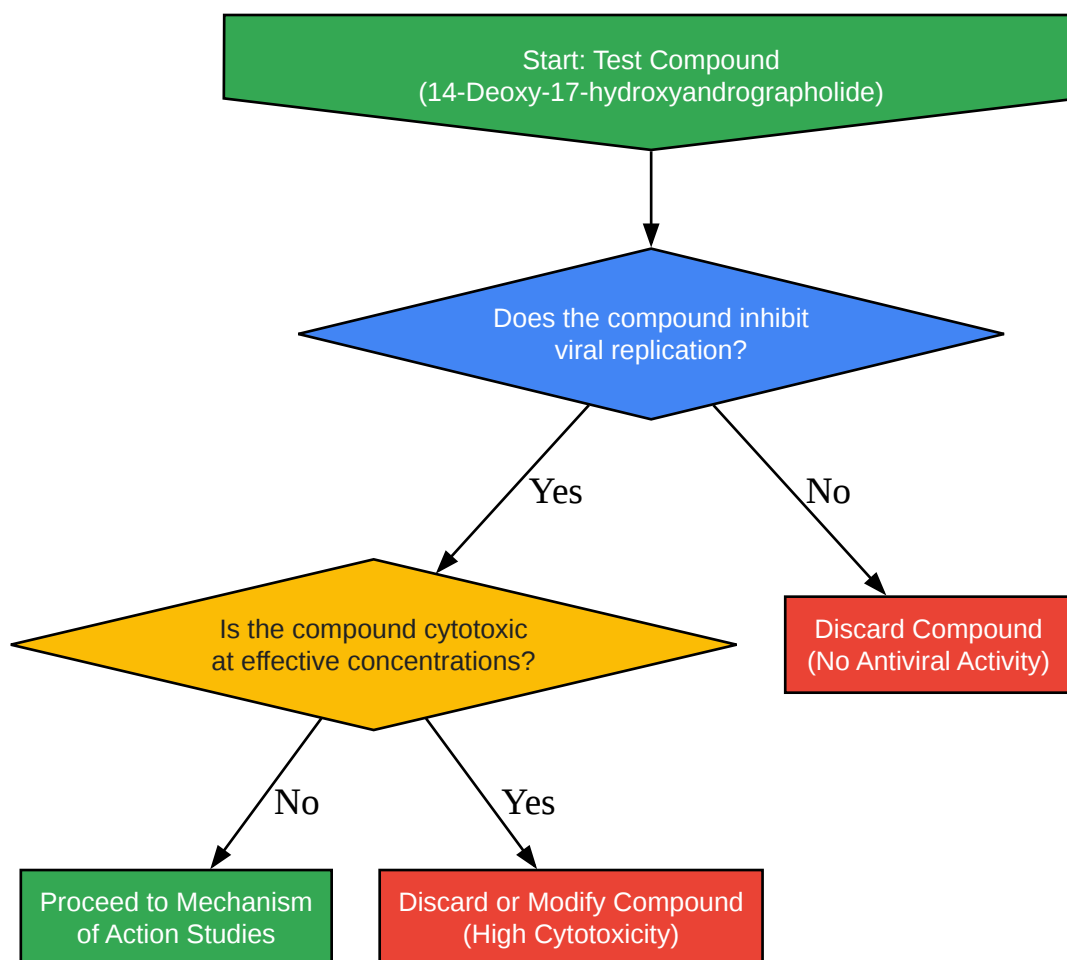 Start: Test Compound
(14-Deoxy-17-hydroxyandrographolide)
Does the compound inhibit
viral replication?
Yes
No
Is the compound cytotoxic
at effective concentrations?
Discard Compound
(No Antiviral Activity)
No
Yes
Proceed to Mechanism
of Action Studies
Discard or Modify Compound
(High Cytotoxicity)